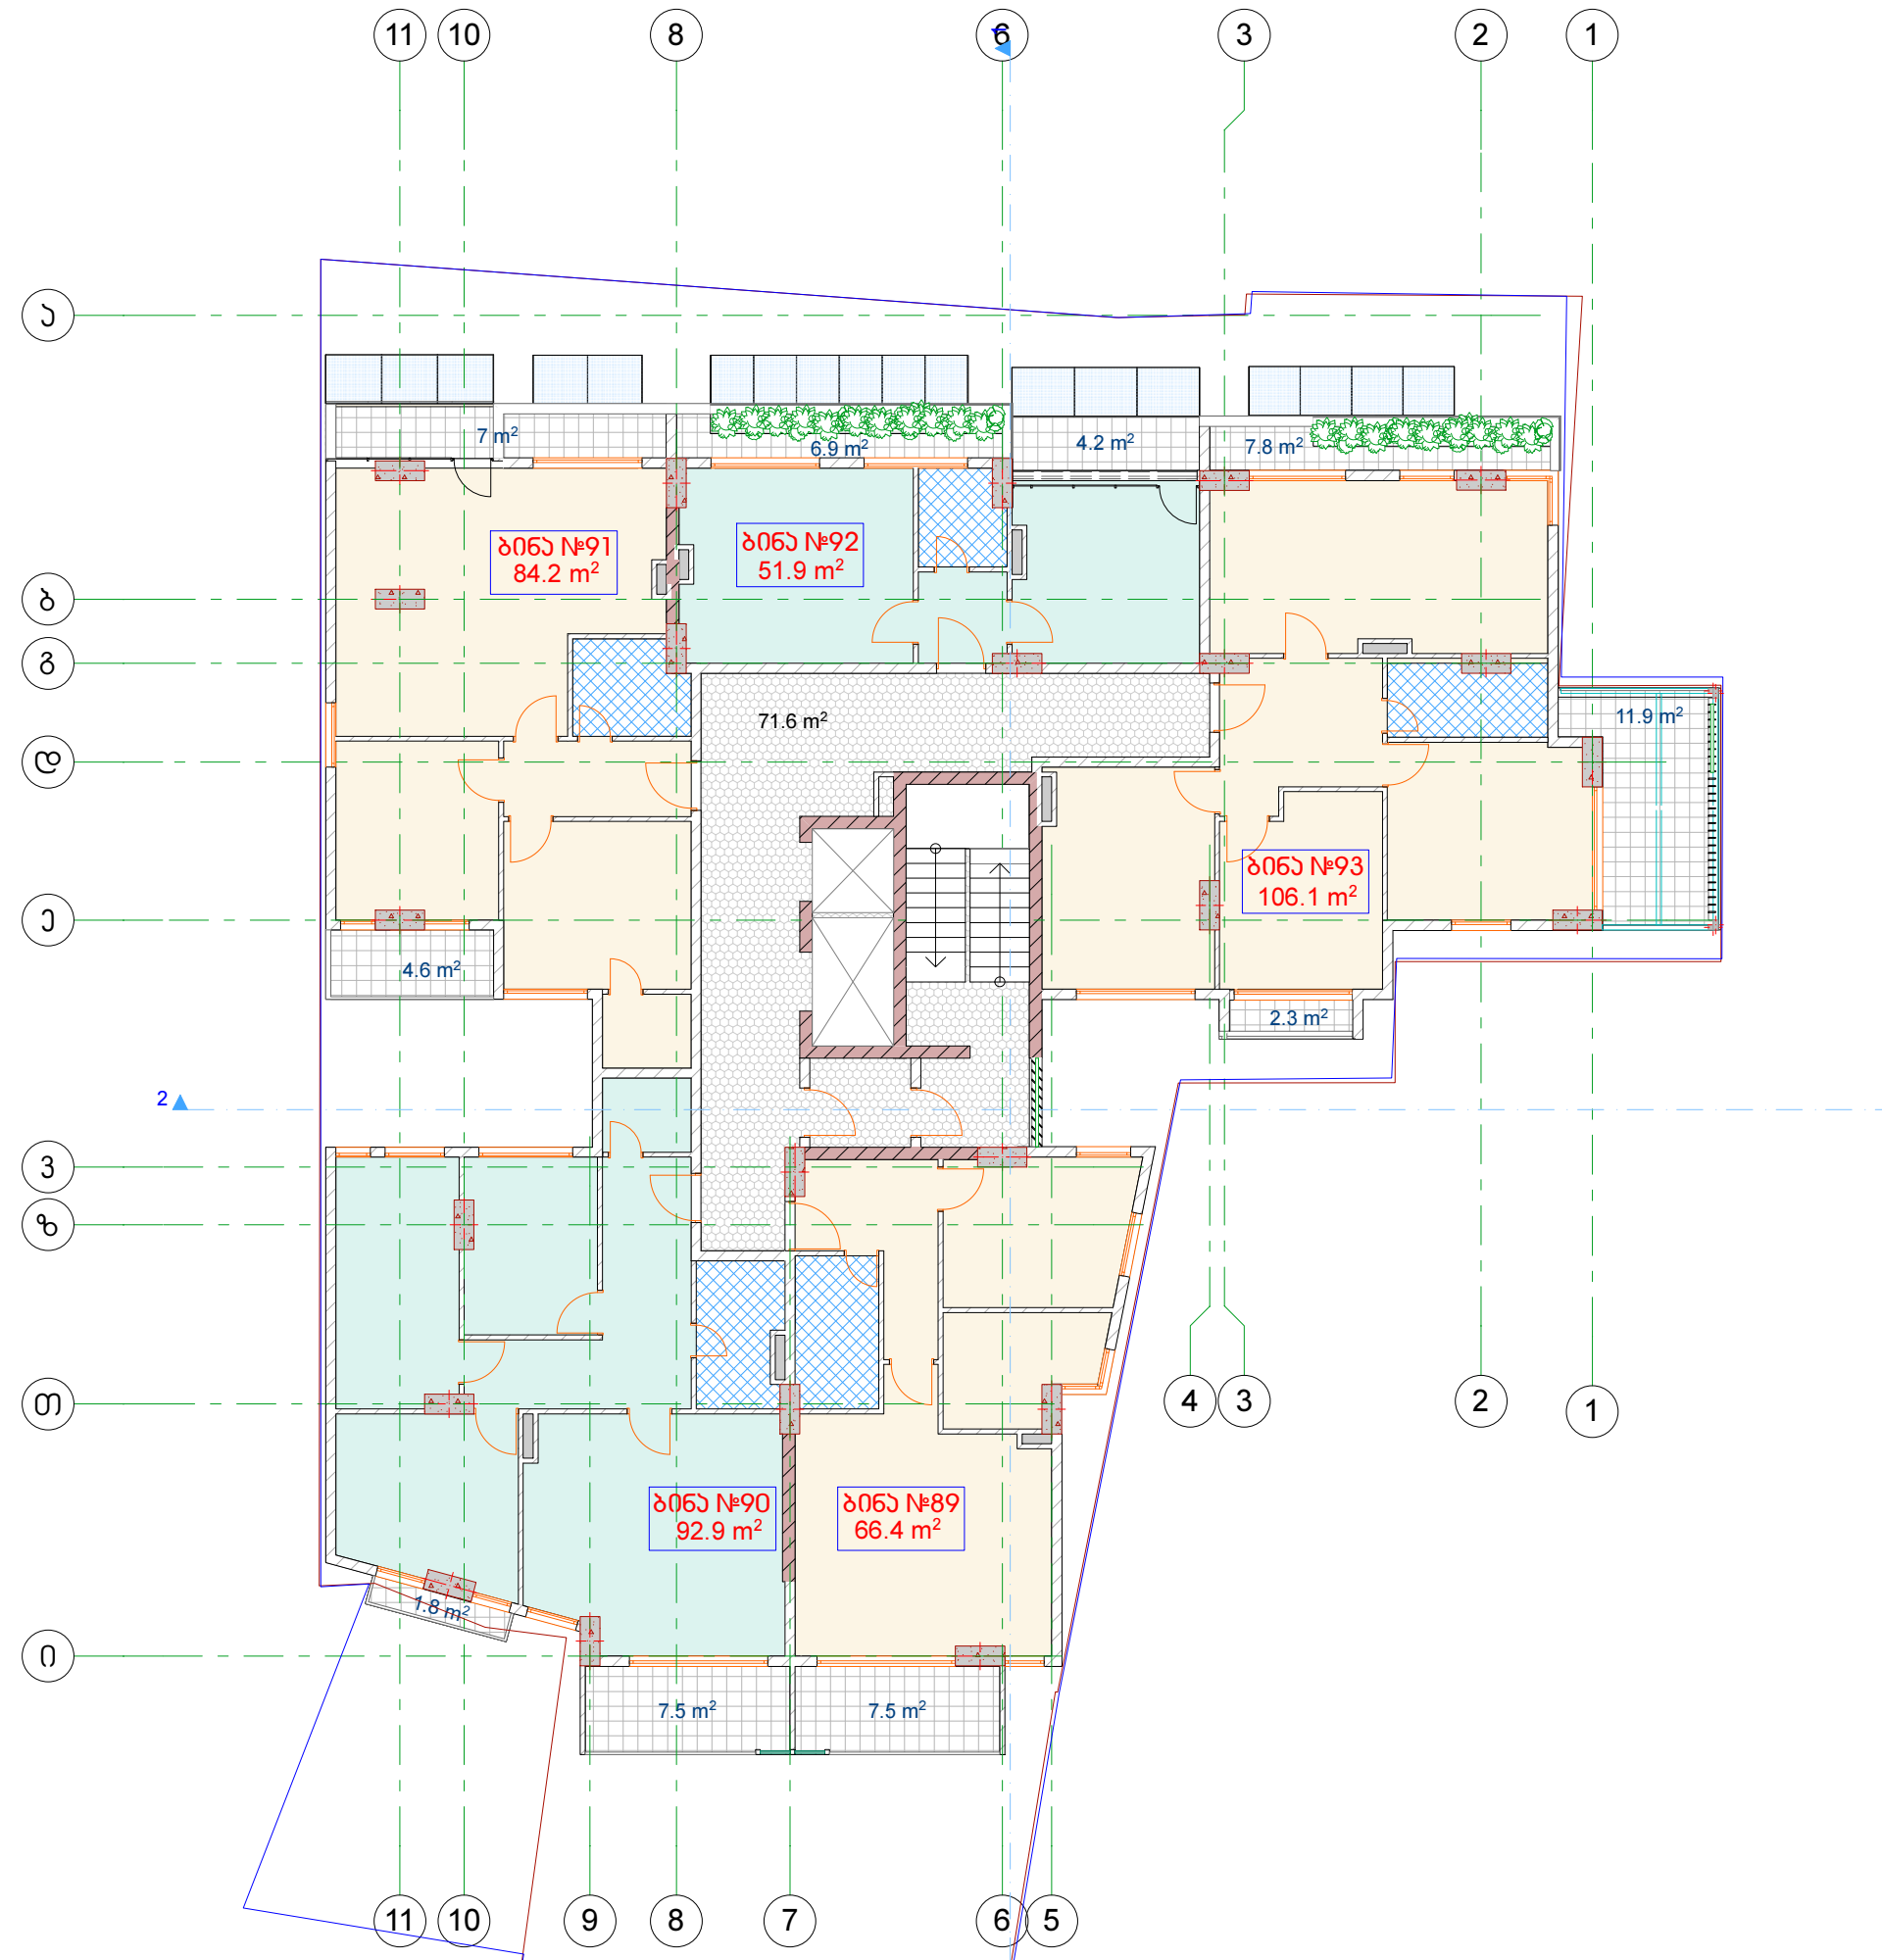 11 10 8 6 3 2 1
ა
7 m²
6.9 m²
4.2 m²
7.8 m²
ბინა №91
84.2 m²
ბინა №92
51.9 m²
ბ
გ
71.6 m²
11.9 m²
დ
ბინა №93
106.1 m²
ე
4.6 m²
2.3 m²
2
ვ
ზ
თ
4 3 2 1
ბინა №90
92.9 m²
ბინა №89
66.4 m²
1.8 m²
ი
7.5 m²
7.5 m²
11 10 9 8 7 6 5